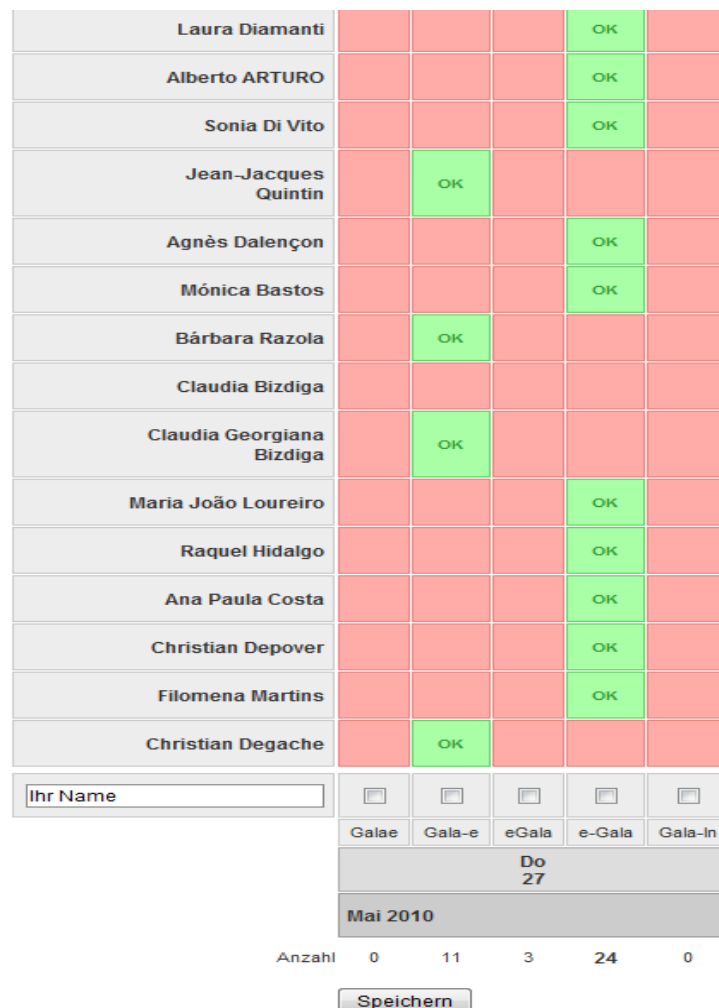 Laura Diamanti OK
Alberto ARTURO OK
Sonia Di Vito OK
Jean-Jacques
Quintin OK
Agnès Dalençon OK
Mónica Bastos OK
Bárbara Razola OK
Claudia Bizdiga
Claudia Georgiana
Bizdiga OK
Maria João Loureiro OK
Raquel Hidalgo OK
Ana Paula Costa OK
Christian Depover OK
Filomena Martins OK
Christian Degache OK
Ihr Name
Galae Gala-e eGala e-Gala Gala-In
Do
27
Mai 2010
Anzahl 0 11 3 24 0
Speichern